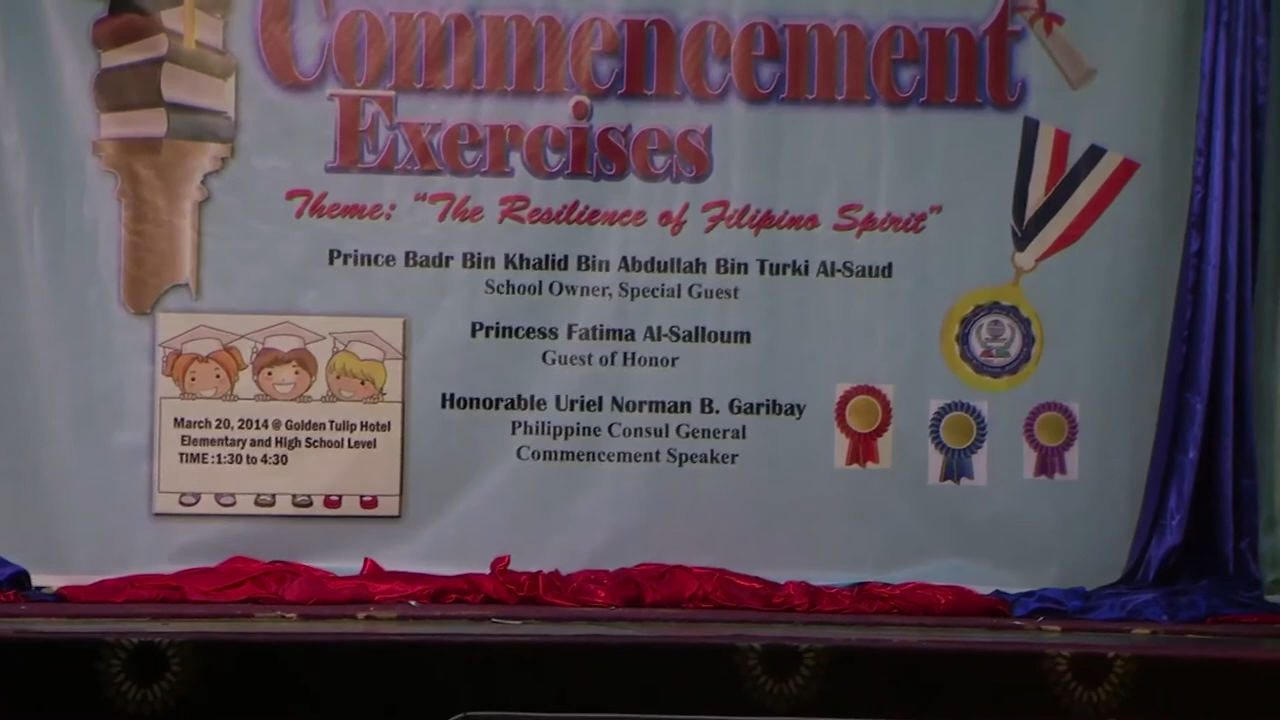 Commencement
Exercises
Theme: “The Resilience of Filipino Spirit”
Prince Badr Bin Khalid Bin Abdullah Bin Turki Al-Saud
School Owner, Special Guest
Princess Fatima Al-Salloum
Guest of Honor
Honorable Uriel Norman B. Garibay
Philippine Consul General
Commencement Speaker
March 20, 2014 @ Golden Tulip Hotel
Elementary and High School Level
TIME :1:30 to 4:30